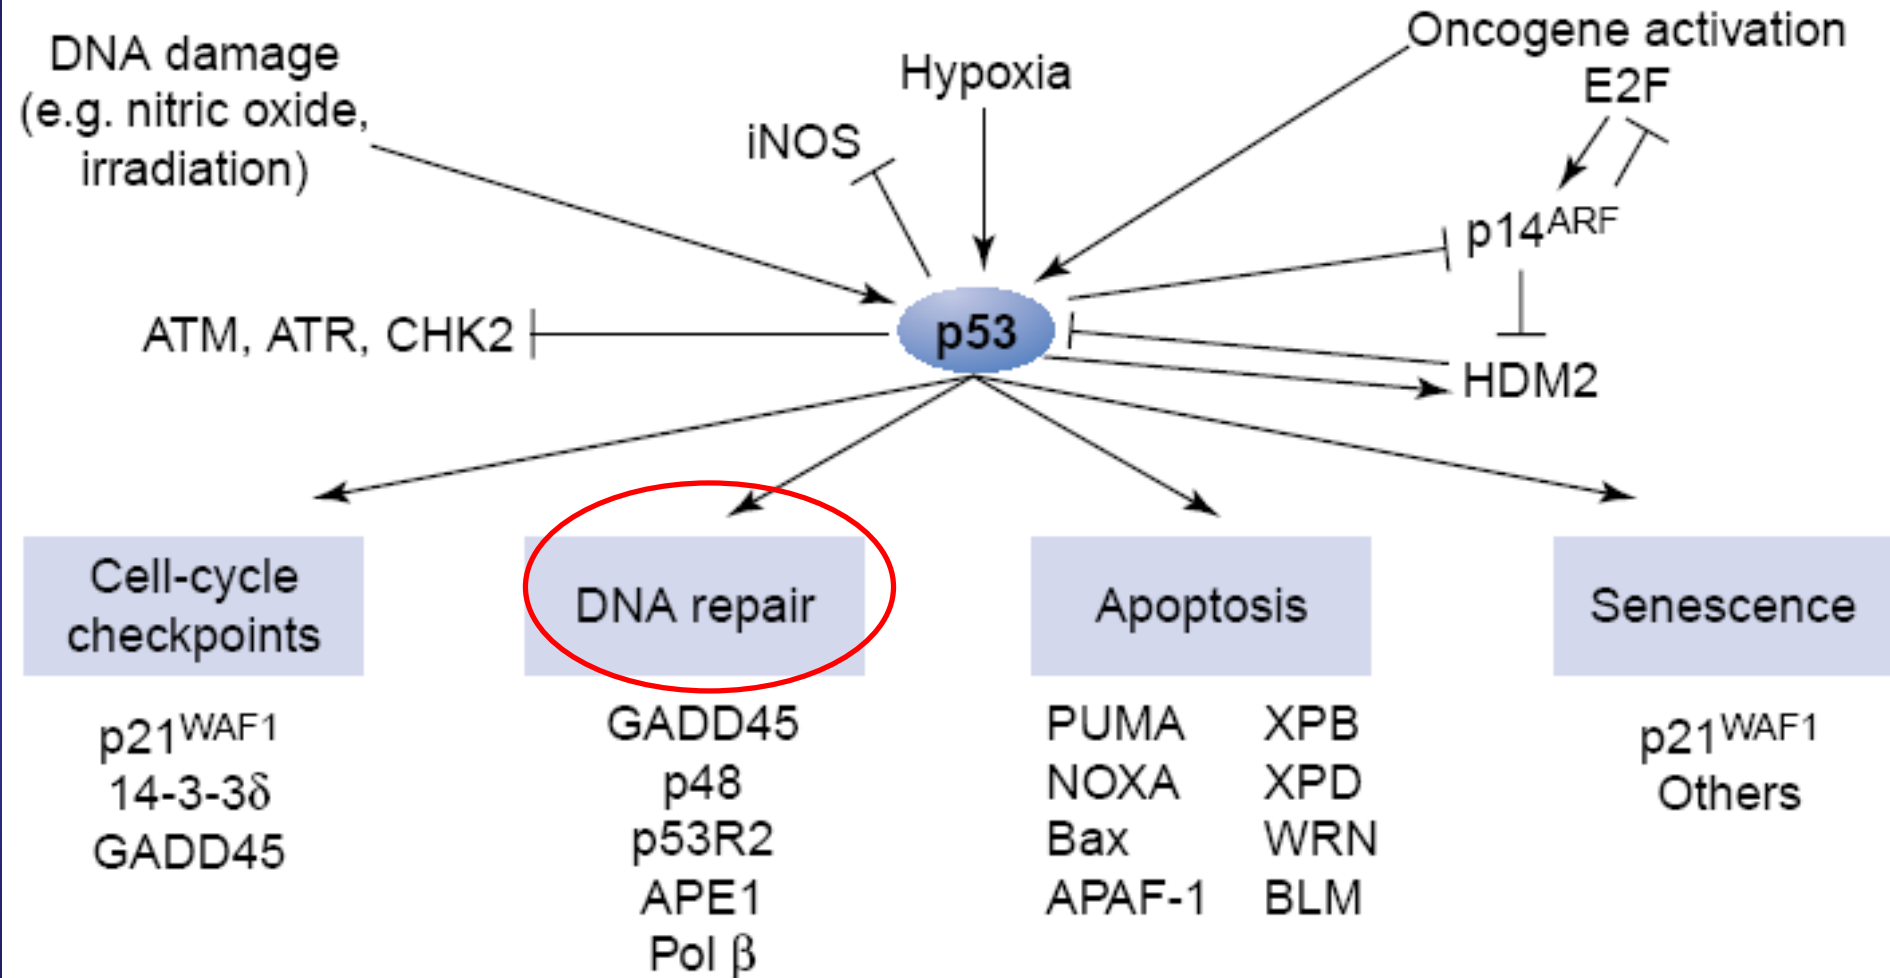 DNA damage
(e.g. nitric oxide,
irradiation)
Hypoxia
iNOS
Oncogene activation
E2F
p14ARF
ATM, ATR, CHK2
p53
HDM2
Cell-cycle
checkpoints
p21WAF1
14-3-3δ
GADD45
DNA repair
GADD45
p48
p53R2
APE1
Pol β
Apoptosis
PUMA XPB
NOXA XPD
Bax WRN
APAF-1 BLM
Senescence
p21WAF1
Others